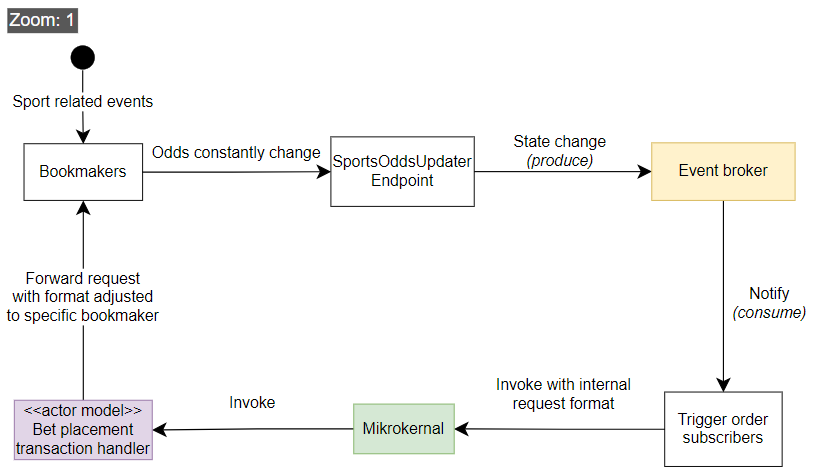 Zoom: 1
Sport related events
Bookmakers
Odds constantly change
SportsOddsUpdater
Endpoint
State change
(produce)
Event broker
Notify
(consume)
Trigger order
subscribers
Invoke with internal
request format
Mikrokernal
Invoke
<<actor model>>
Bet placement
transaction handler
Forward request
with format adjusted
to specific bookmaker